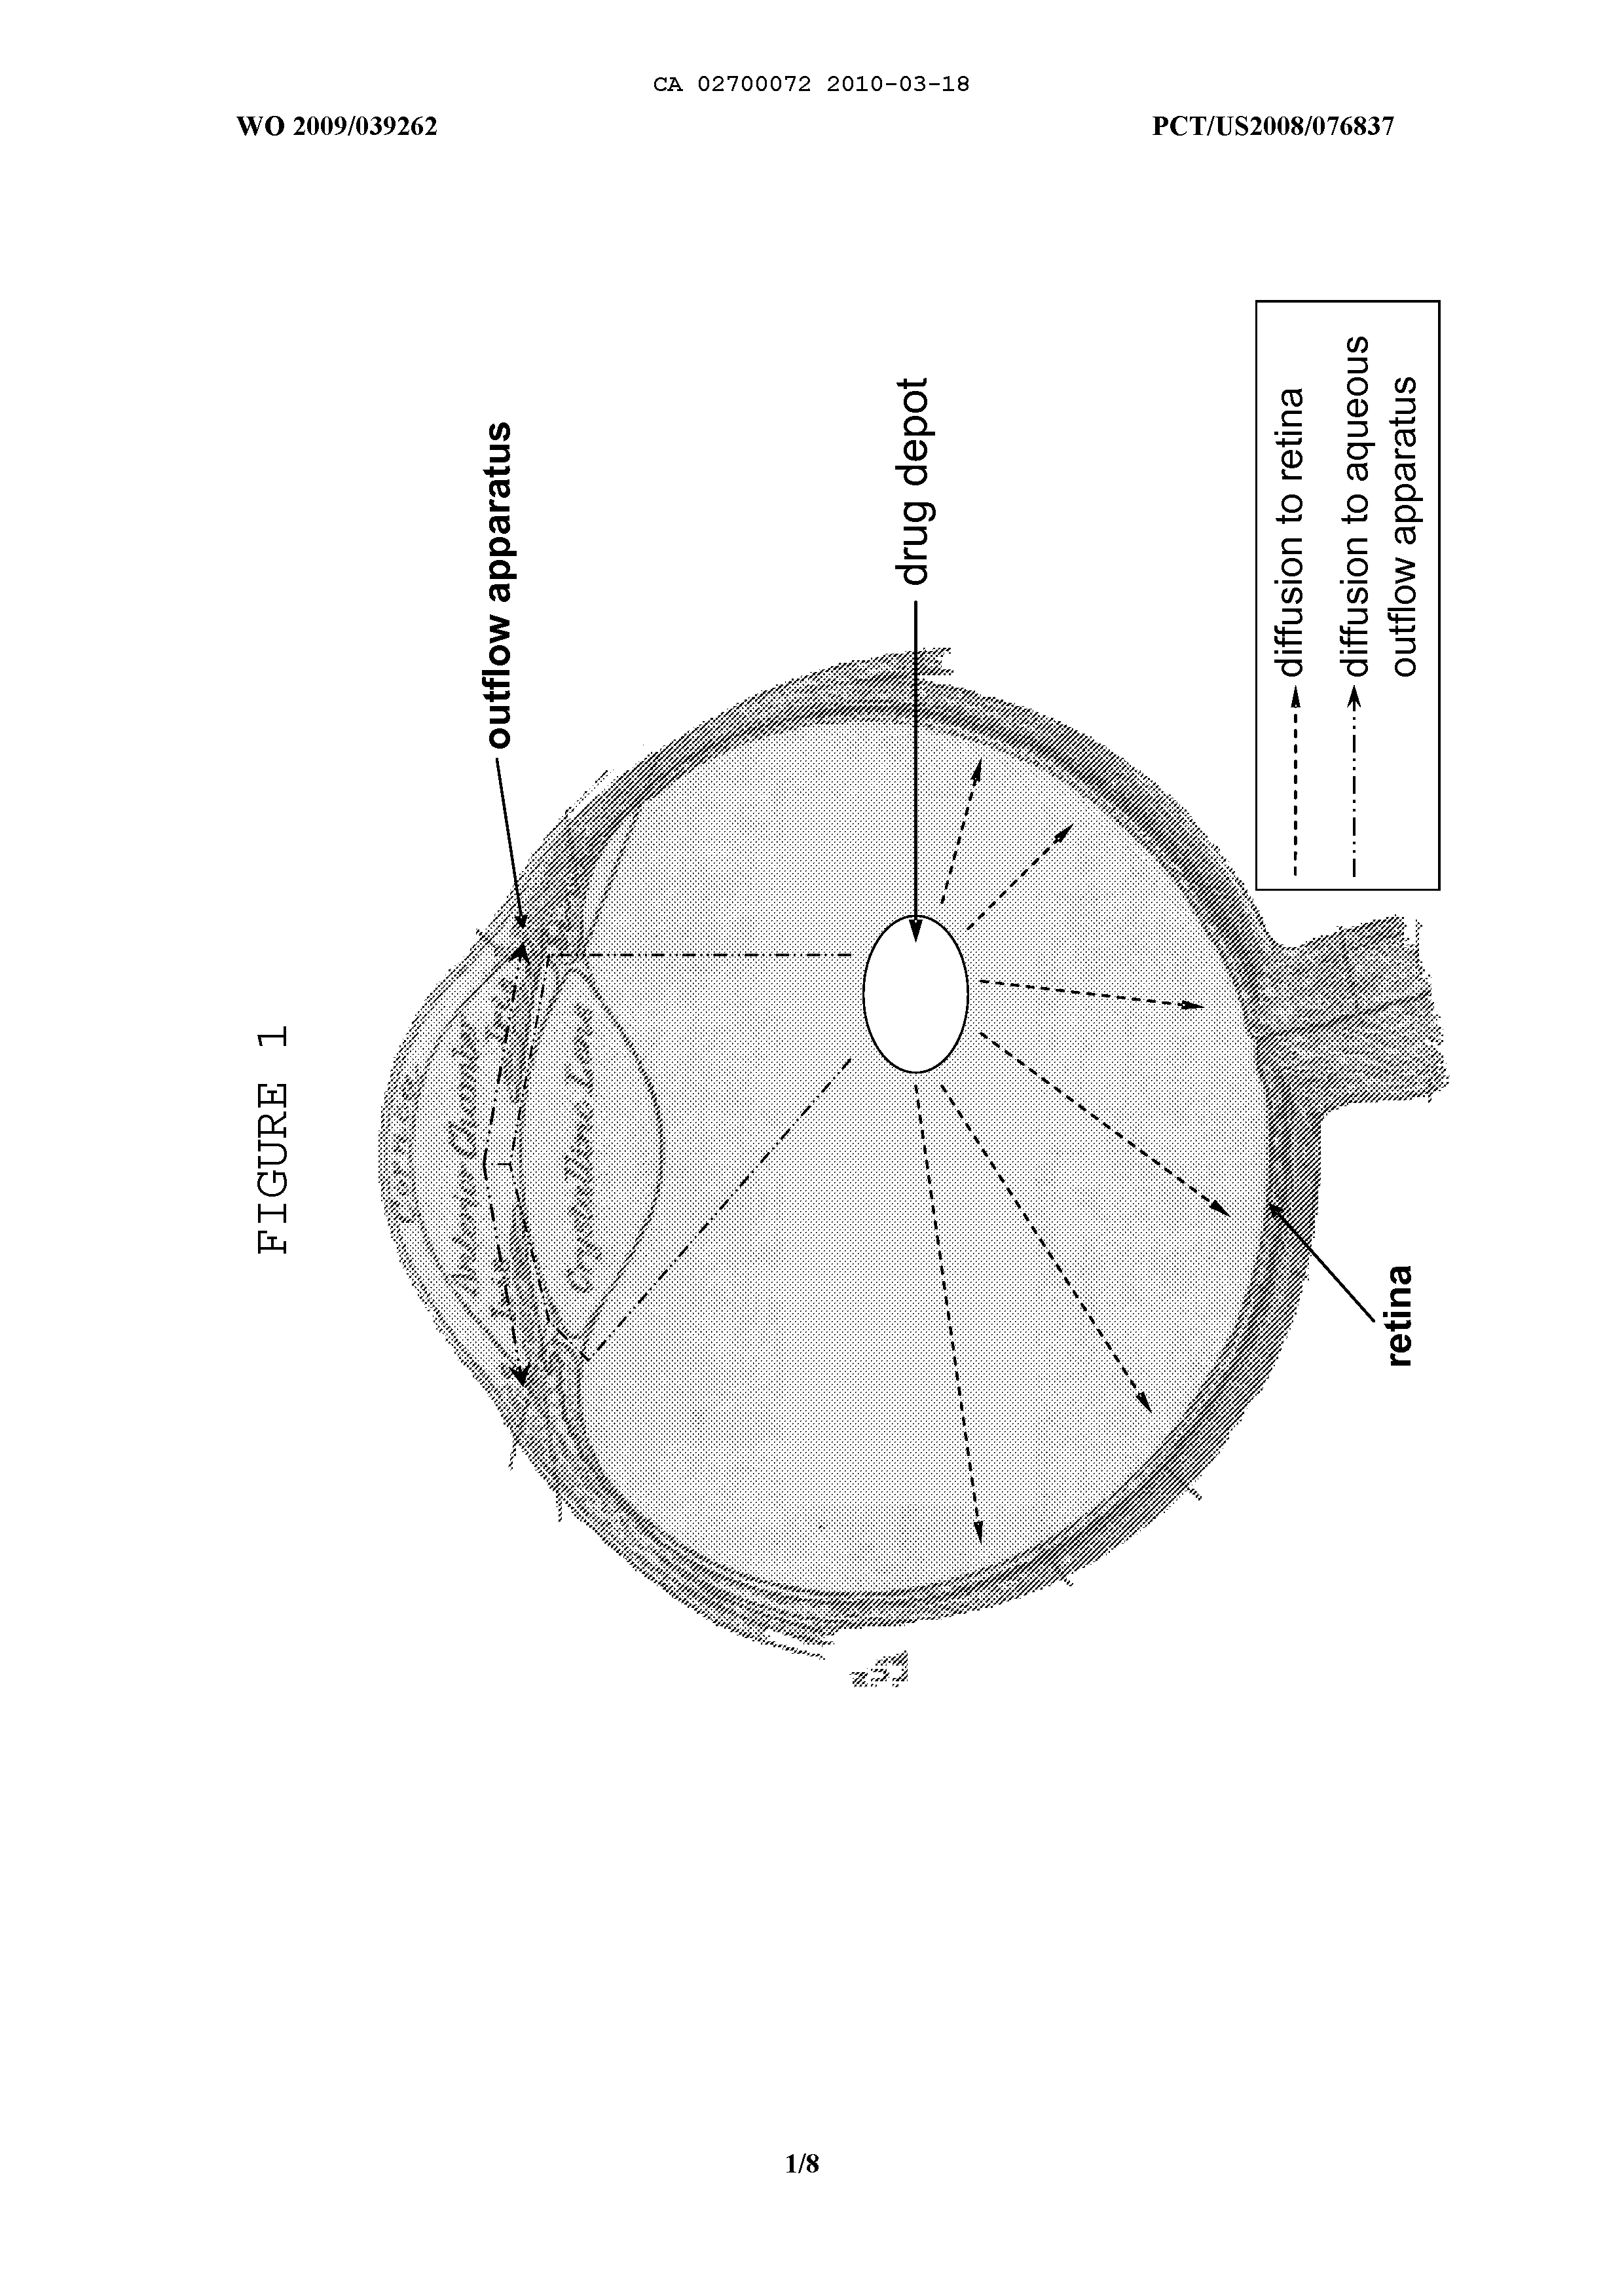 CA 02700072 2010-03-18
WO 2009/039262 PCT/US2008/076837
FIGURE 1
outflow apparatus
drug depot
Cornea
Anterior Chamber
Iris
Iris
Crystalline Lens
retina
diffusion to retina
diffusion to aqueous
outflow apparatus
1/8